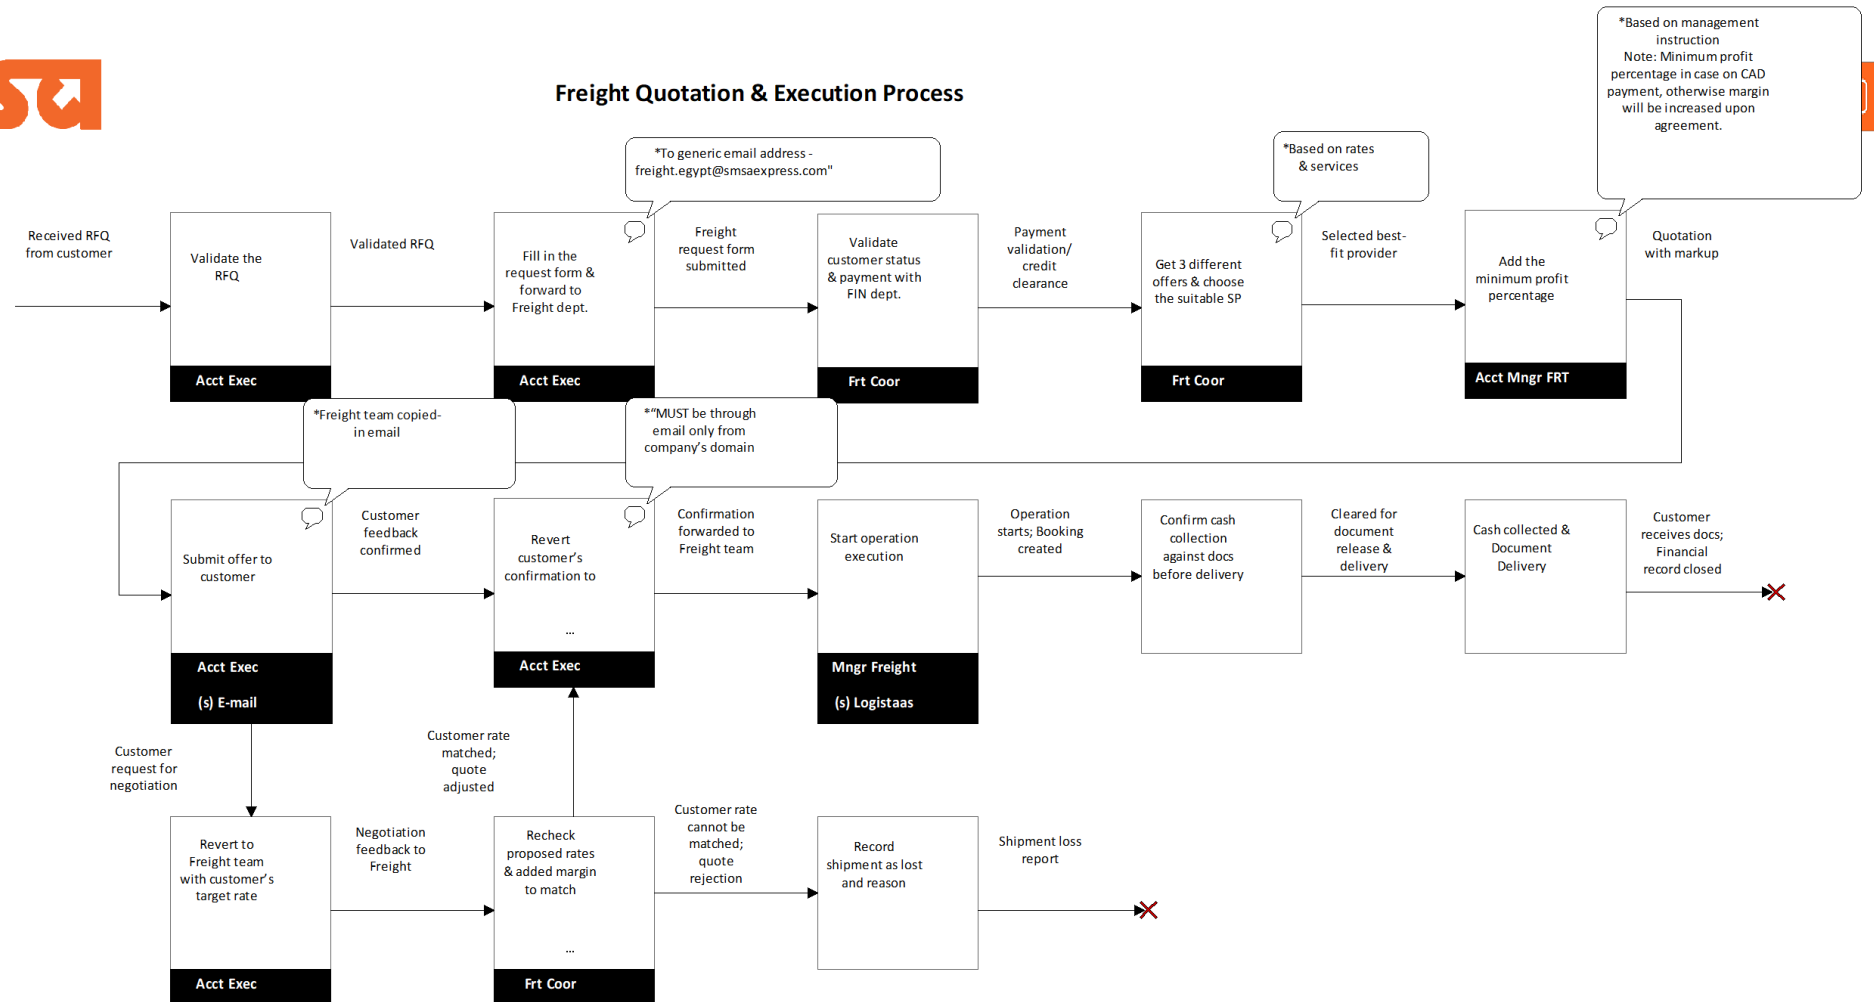 *Based on management
instruction
Note: Minimum profit
percentage in case on CAD
payment, otherwise margin
will be increased upon
agreement.
sa
Freight Quotation & Execution Process
*To generic email address -
freight.egypt@smsaexpress.com"
*Based on rates
& services
Received RFQ
from customer
Validate the
RFQ
Acct Exec
Validated RFQ
Fill in the
request form &
forward to
Freight dept.
Acct Exec
Freight
request form
submitted
Validate
customer status
& payment with
FIN dept.
Frt Coor
Payment
validation/
credit
clearance
Get 3 different
offers & choose
the suitable SP
Frt Coor
Selected best-
fit provider
Add the
minimum profit
percentage
Acct Mngr FRT
Quotation
with markup
*Freight team copied-
in email
*“MUST be through
email only from
company’s domain
Submit offer to
customer
Acct Exec
(s) E-mail
Customer
feedback
confirmed
Revert
customer’s
confirmation to
...
Acct Exec
Confirmation
forwarded to
Freight team
Start operation
execution
Mngr Freight
(s) Logistaas
Operation
starts; Booking
created
Confirm cash
collection
against docs
before delivery
Cleared for
document
release &
delivery
Cash collected &
Document
Delivery
Customer
receives docs;
Financial
record closed
Customer
request for
negotiation
Customer rate
matched;
quote
adjusted
Revert to
Freight team
with customer’s
target rate
Acct Exec
Negotiation
feedback to
Freight
Recheck
proposed rates
& added margin
to match
...
Frt Coor
Customer rate
cannot be
matched;
quote
rejection
Record
shipment as lost
and reason
Shipment loss
report